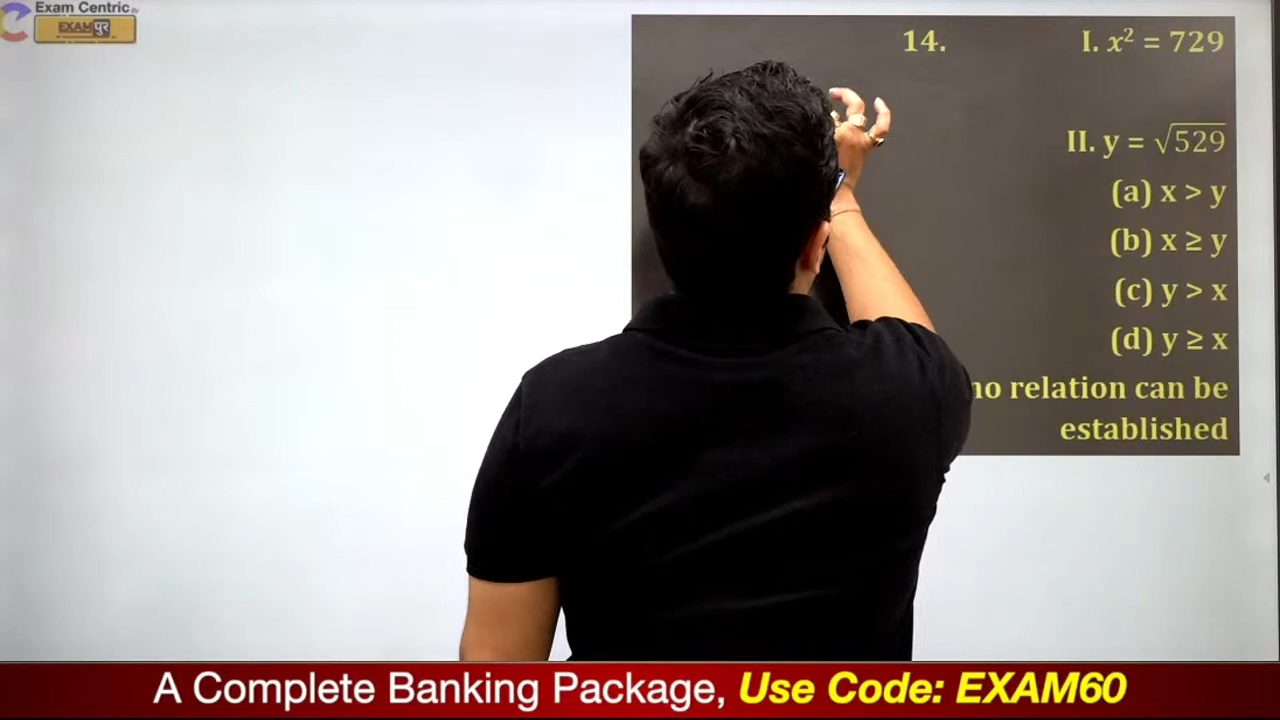 Exam Centric
EXAMपुर
14. I. x² = 729
II. y = √529
(a) x > y
(b) x ≥ y
(c) y > x
(d) y ≥ x
no relation can be
established
A Complete Banking Package, Use Code: EXAM60